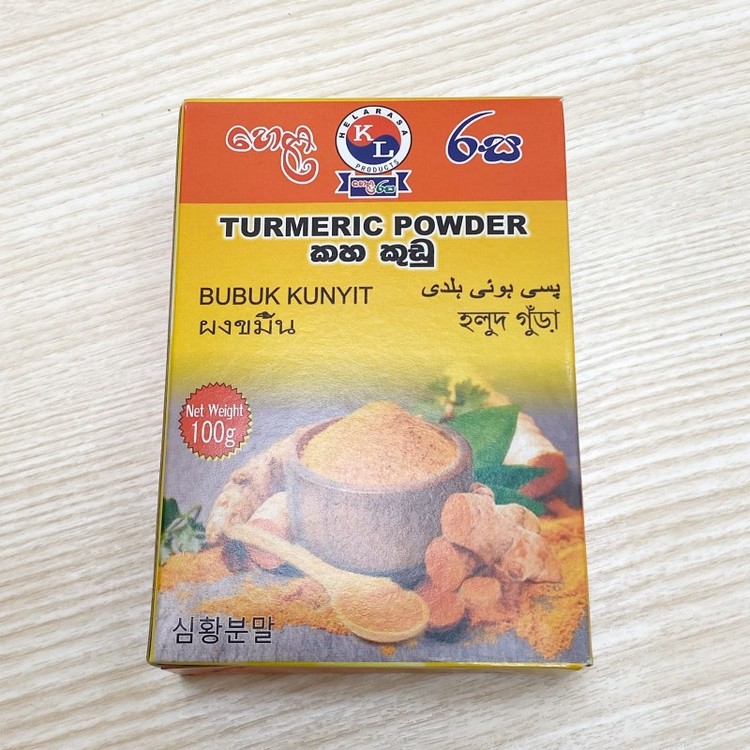 හෙළ
HELARASA
KL
PRODUCTS
හෙළ රස
රස
TURMERIC POWDER
කහ කුඩු
BUBUK KUNYIT
پسی ہوئی ہلدی
ผงขมิ้น
হলুদ গুঁড়া
Net Weight
100g
심황분말